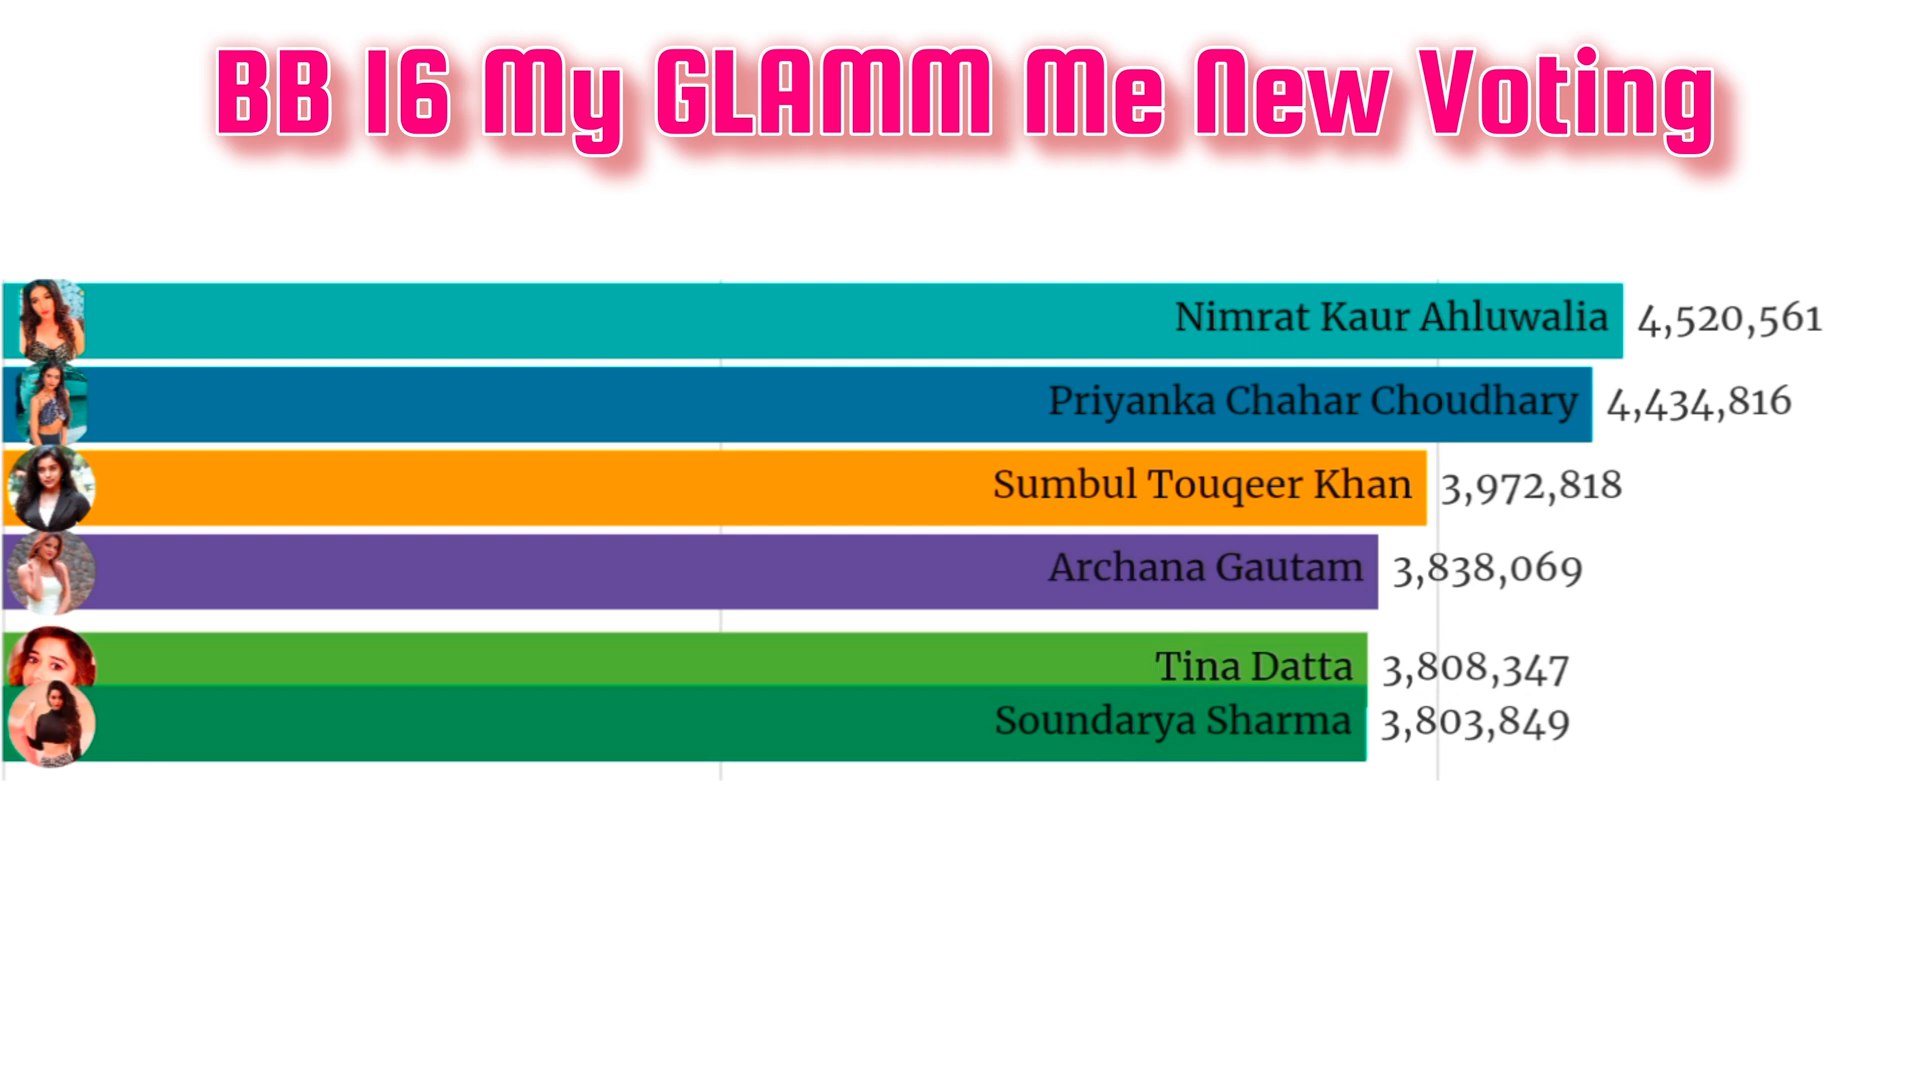 BB 16 My GLAMM Me New Voting
Nimrat Kaur Ahluwalia 4,520,561
Priyanka Chahar Choudhary 4,434,816
Sumbul Touqeer Khan 3,972,818
Archana Gautam 3,838,069
Tina Datta 3,808,347
Soundarya Sharma 3,803,849